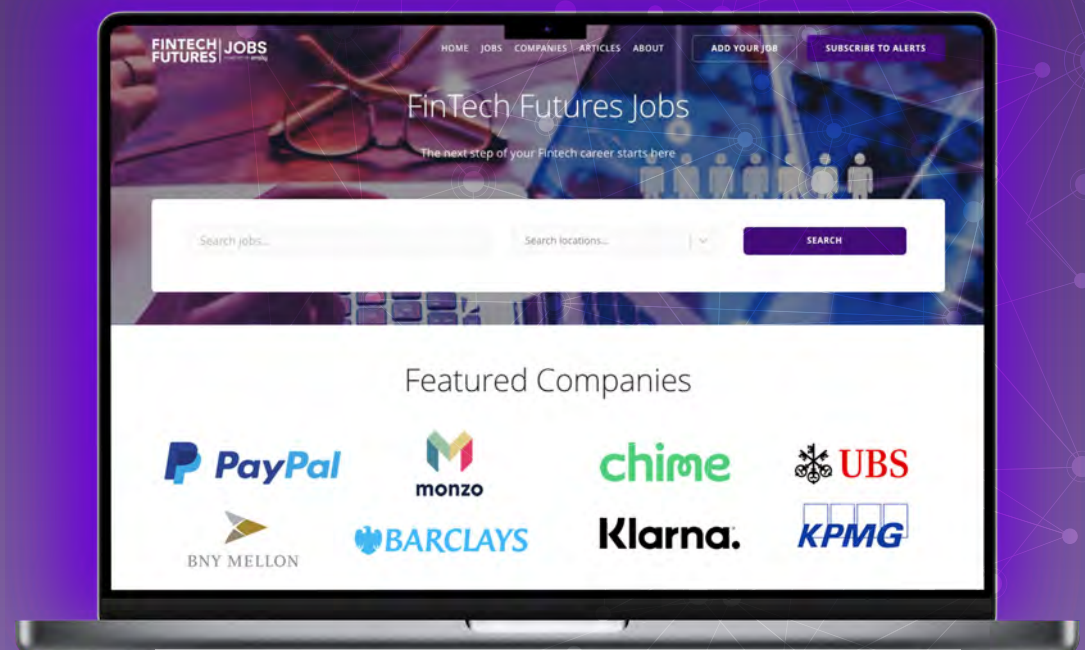 FINTECH FUTURES JOBS
HOME JOBS COMPANIES ARTICLES ABOUT ADD YOUR JOB SUBSCRIBE TO ALERTS
FinTech Futures Jobs
The next step of your Fintech career starts here
Search jobs...
Search locations...
SEARCH
Featured Companies
PayPal
monzo
chime
UBS
BNY MELLON
BARCLAYS
Klarna.
KPMG